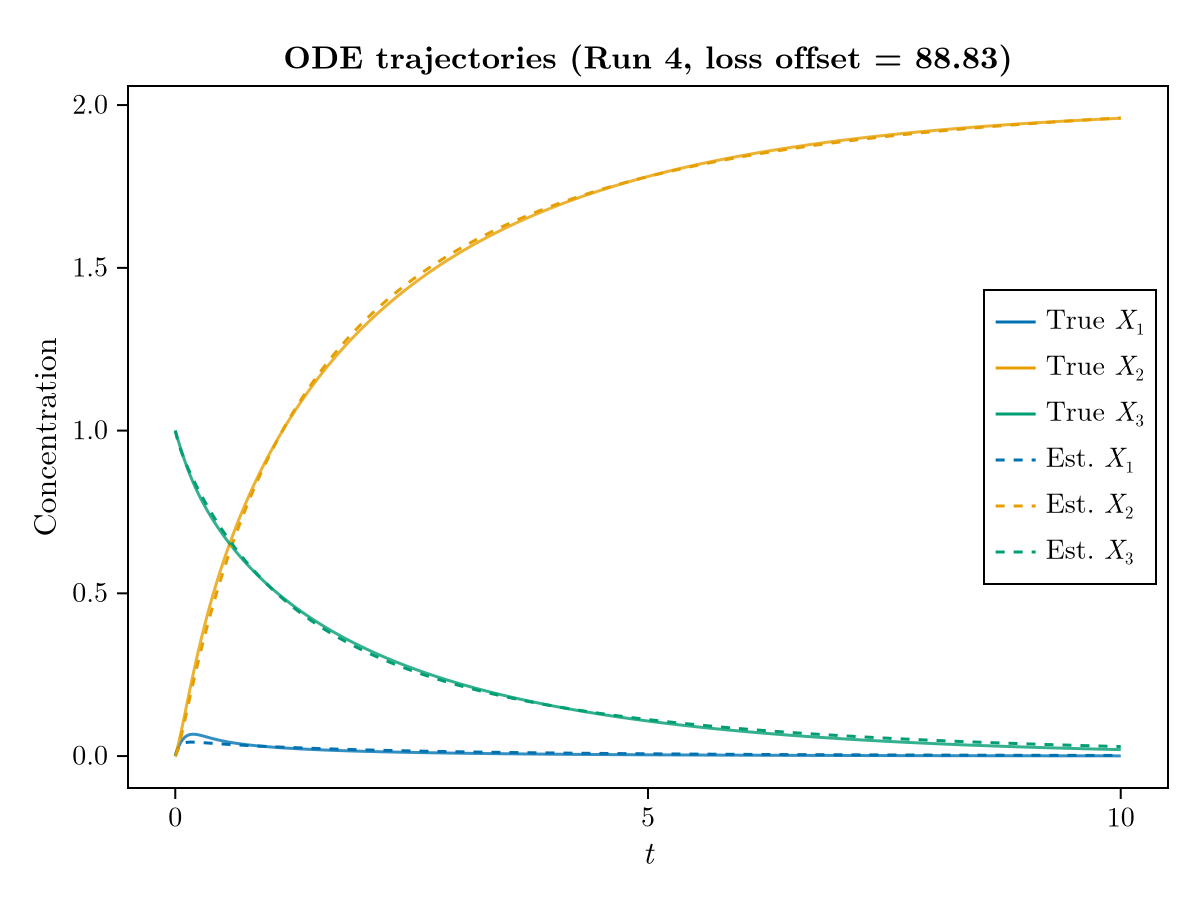 ODE trajectories (Run 4, loss offset = 88.83)
2.0
1.5
1.0
0.5
0.0
Concentration
0
5
10
t
True X₁
True X₂
True X₃
Est. X₁
Est. X₂
Est. X₃